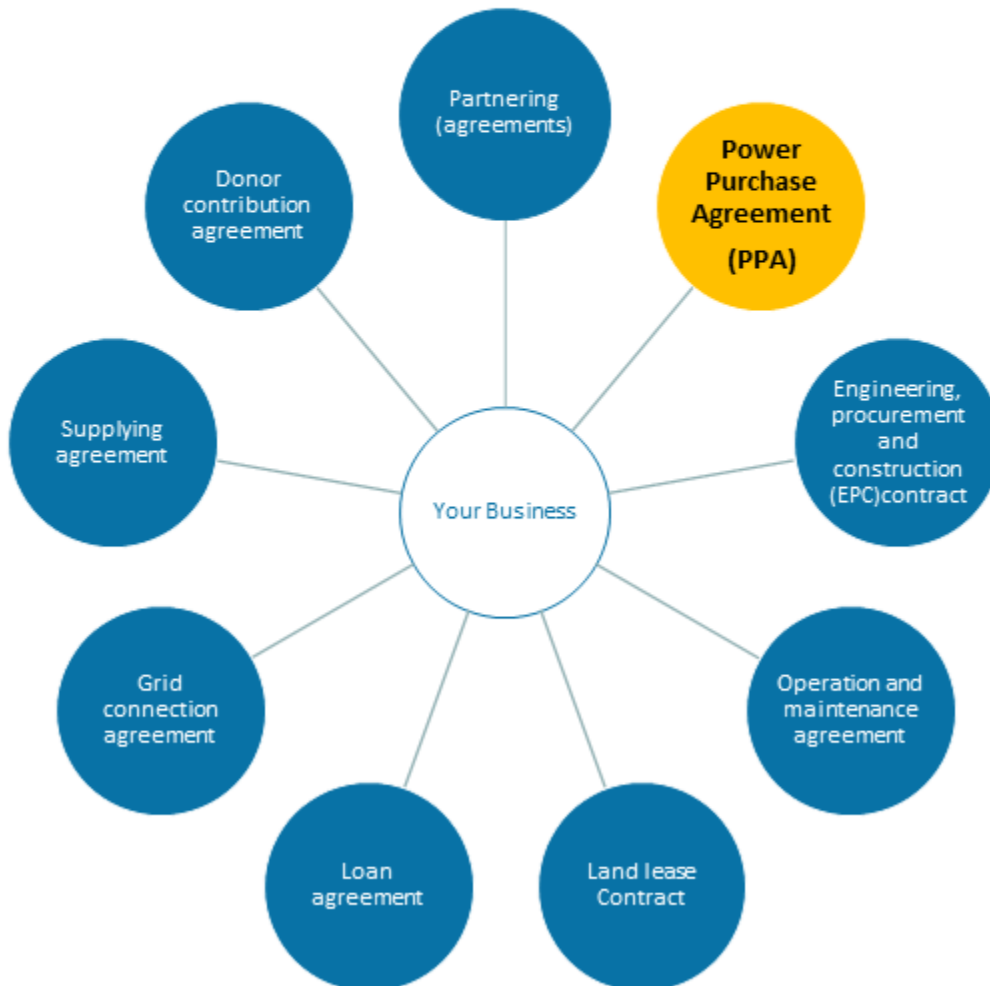 Partnering
(agreements)
Power
Purchase
Agreement
(PPA)
Engineering,
procurement
and
construction
(EPC)contract
Operation and
maintenance
agreement
Land lease
Contract
Loan
agreement
Grid
connection
agreement
Supplying
agreement
Donor
contribution
agreement
Your Business